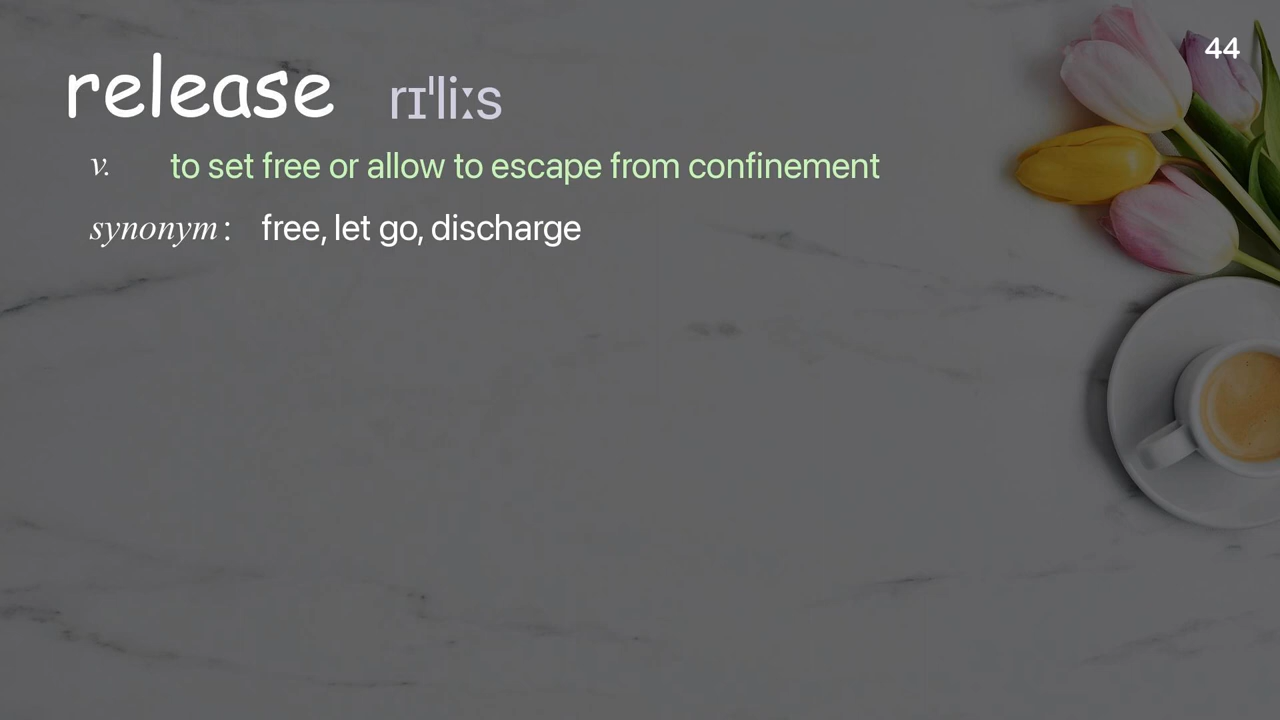 44
release rɪˈliːs
v. to set free or allow to escape from confinement
synonym: free, let go, discharge